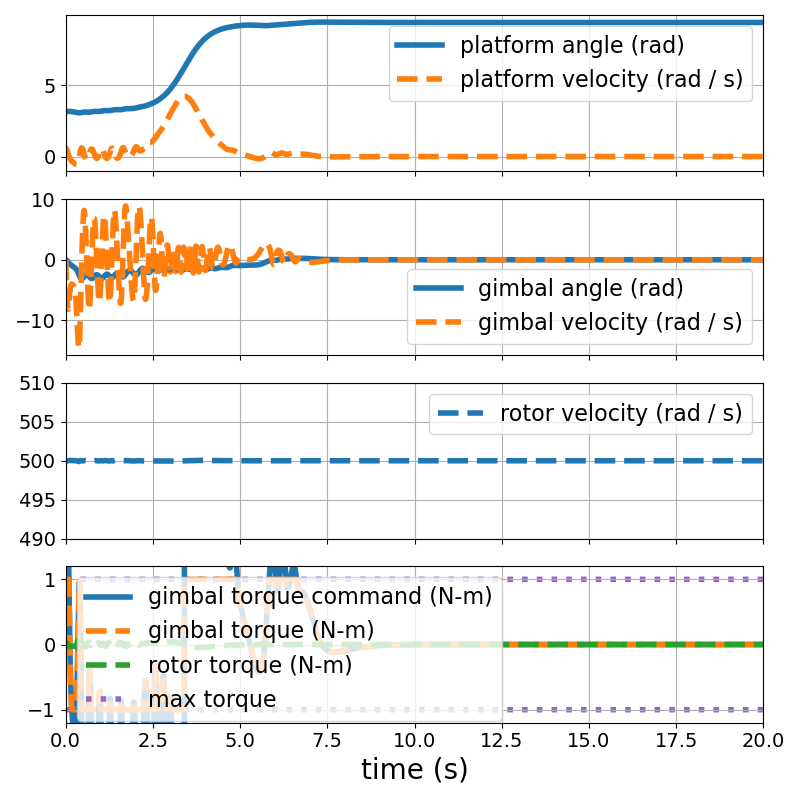 5
0
platform angle (rad)
platform velocity (rad / s)
10
0
−10
gimbal angle (rad)
gimbal velocity (rad / s)
510
505
500
495
490
rotor velocity (rad / s)
1
0
−1
gimbal torque command (N-m)
gimbal torque (N-m)
rotor torque (N-m)
max torque
0.0 2.5 5.0 7.5 10.0 12.5 15.0 17.5 20.0
time (s)